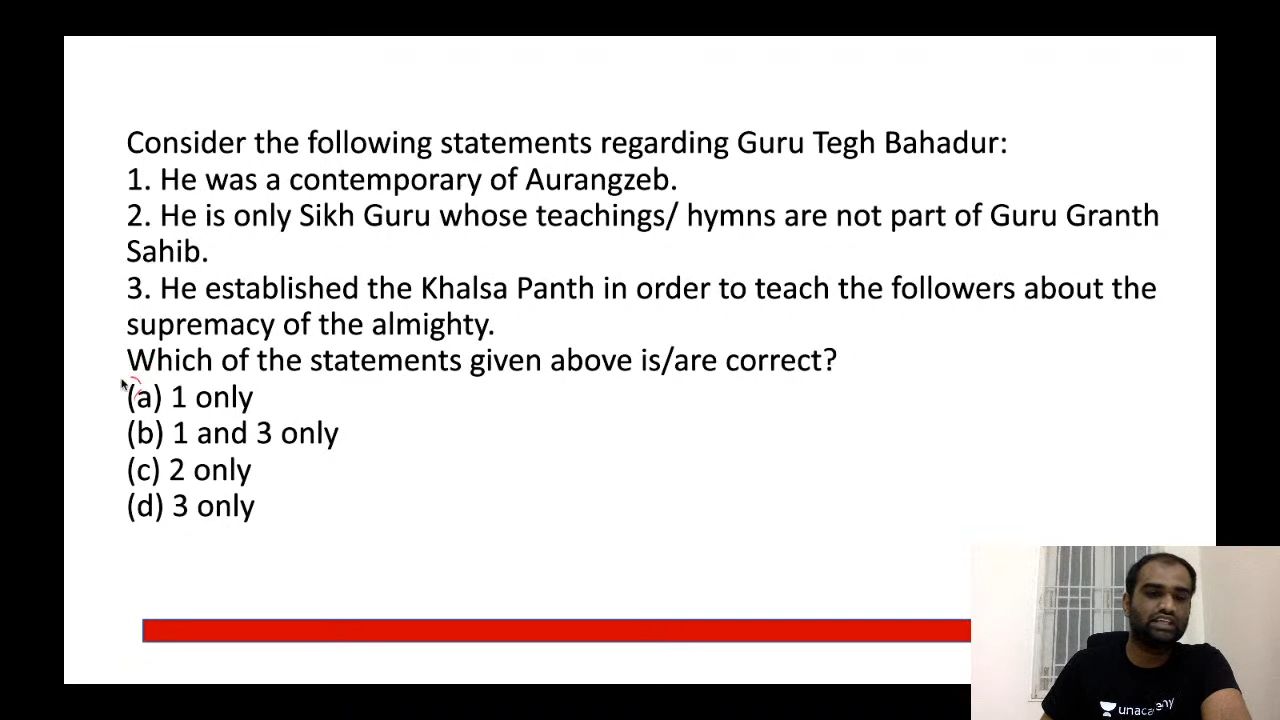 Consider the following statements regarding Guru Tegh Bahadur:
1. He was a contemporary of Aurangzeb.
2. He is only Sikh Guru whose teachings/ hymns are not part of Guru Granth
Sahib.
3. He established the Khalsa Panth in order to teach the followers about the
supremacy of the almighty.
Which of the statements given above is/are correct?
(a) 1 only
(b) 1 and 3 only
(c) 2 only
(d) 3 only
unacademy